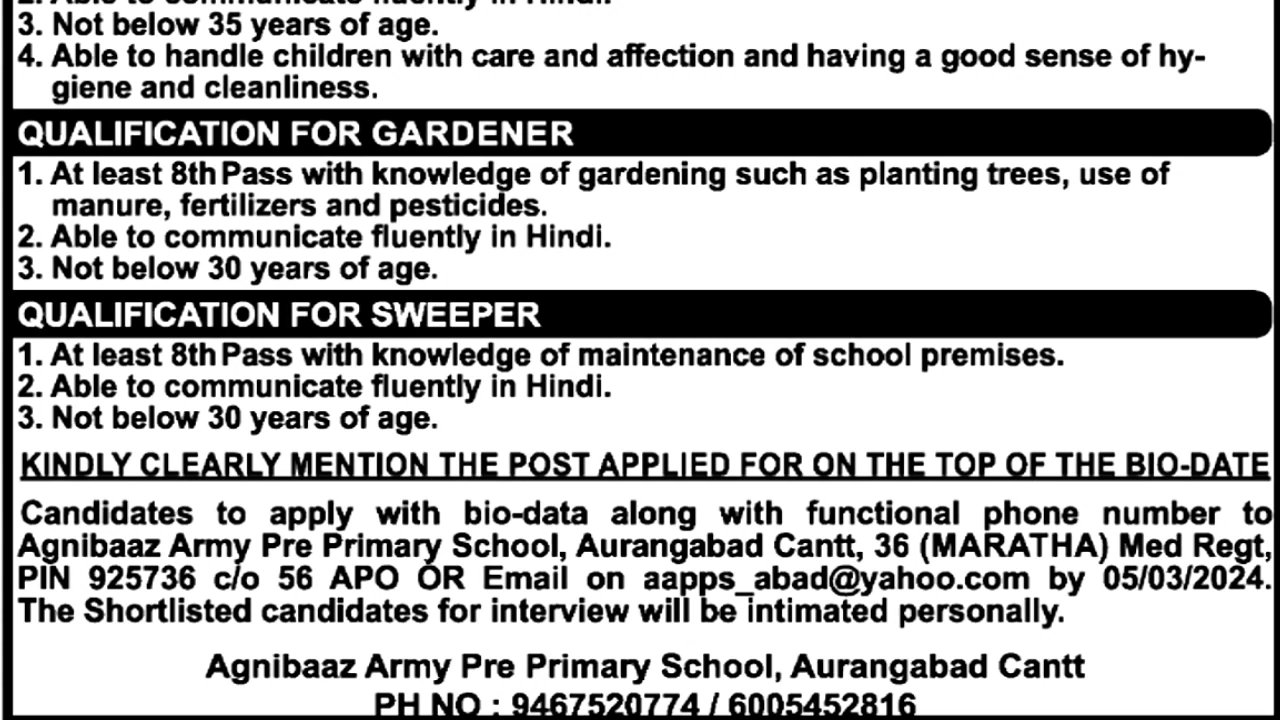 2. Able to communicate fluently in Hindi.
3. Not below 35 years of age.
4. Able to handle children with care and affection and having a good sense of hy-
giene and cleanliness.
QUALIFICATION FOR GARDENER
1. At least 8th Pass with knowledge of gardening such as planting trees, use of
manure, fertilizers and pesticides.
2. Able to communicate fluently in Hindi.
3. Not below 30 years of age.
QUALIFICATION FOR SWEEPER
1. At least 8th Pass with knowledge of maintenance of school premises.
2. Able to communicate fluently in Hindi.
3. Not below 30 years of age.
KINDLY CLEARLY MENTION THE POST APPLIED FOR ON THE TOP OF THE BIO-DATE
Candidates to apply with bio-data along with functional phone number to
Agnibaaz Army Pre Primary School, Aurangabad Cantt, 36 (MARATHA) Med Regt,
PIN 925736 c/o 56 APO OR Email on aapps_abad@yahoo.com by 05/03/2024.
The Shortlisted candidates for interview will be intimated personally.
Agnibaaz Army Pre Primary School, Aurangabad Cantt
PH NO : 9467520774 / 6005452816